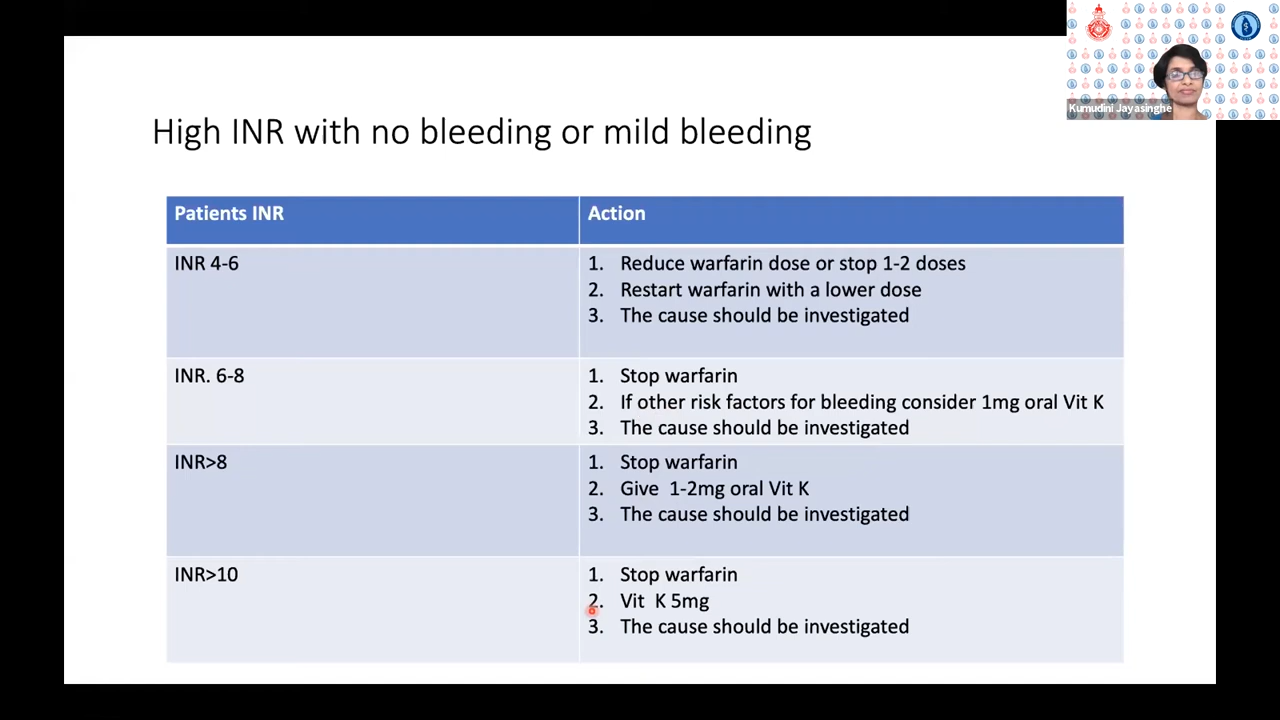 Kumudini Jayasinghe
High INR with no bleeding or mild bleeding
Patients INR
Action
INR 4-6
1. Reduce warfarin dose or stop 1-2 doses
2. Restart warfarin with a lower dose
3. The cause should be investigated
INR. 6-8
1. Stop warfarin
2. If other risk factors for bleeding consider 1mg oral Vit K
3. The cause should be investigated
INR>8
1. Stop warfarin
2. Give 1-2mg oral Vit K
3. The cause should be investigated
INR>10
1. Stop warfarin
2. Vit K 5mg
3. The cause should be investigated